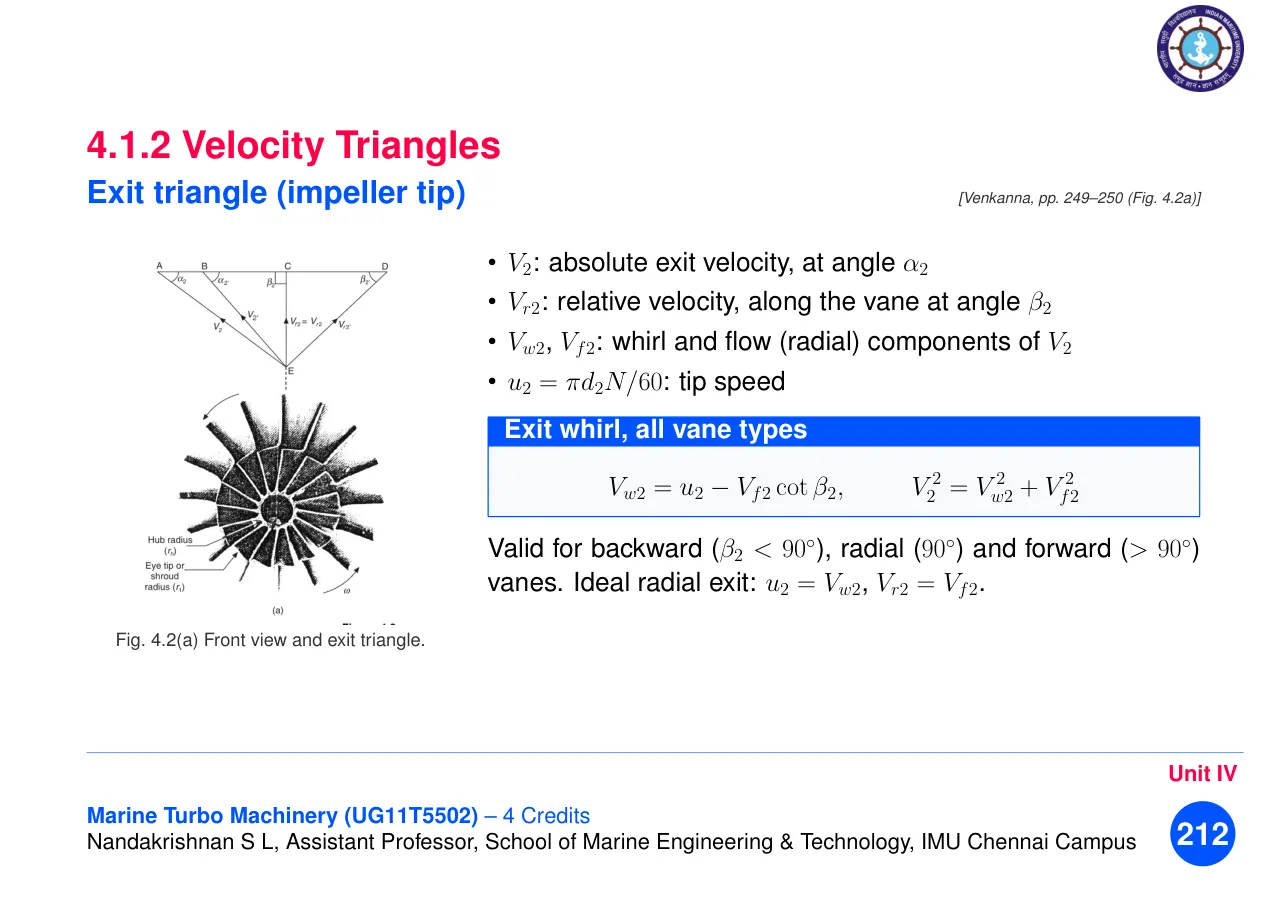 INDIAN MARITIME UNIVERSITY
4.1.2 Velocity Triangles
Exit triangle (impeller tip)
[Venkanna, pp. 249–250 (Fig. 4.2a)]
A B C D
α2 α2' β2 β2'
V2 V2' Vr2 = Vr2 Vr2'
E
Hub radius
(rh)
Eye tip or
shroud
radius (r1)
ω
(a)
Fig. 4.2(a) Front view and exit triangle.
• V2: absolute exit velocity, at angle α2
• Vr2: relative velocity, along the vane at angle β2
• Vw2, Vf2: whirl and flow (radial) components of V2
• u2 = πd2N/60: tip speed
Exit whirl, all vane types
Vw2 = u2 − Vf2 cot β2, V2² = Vw2² + Vf2²
Valid for backward (β2 < 90°), radial (90°) and forward (> 90°)
vanes. Ideal radial exit: u2 = Vw2, Vr2 = Vf2.
Unit IV
Marine Turbo Machinery (UG11T5502) – 4 Credits
Nandakrishnan S L, Assistant Professor, School of Marine Engineering & Technology, IMU Chennai Campus
212